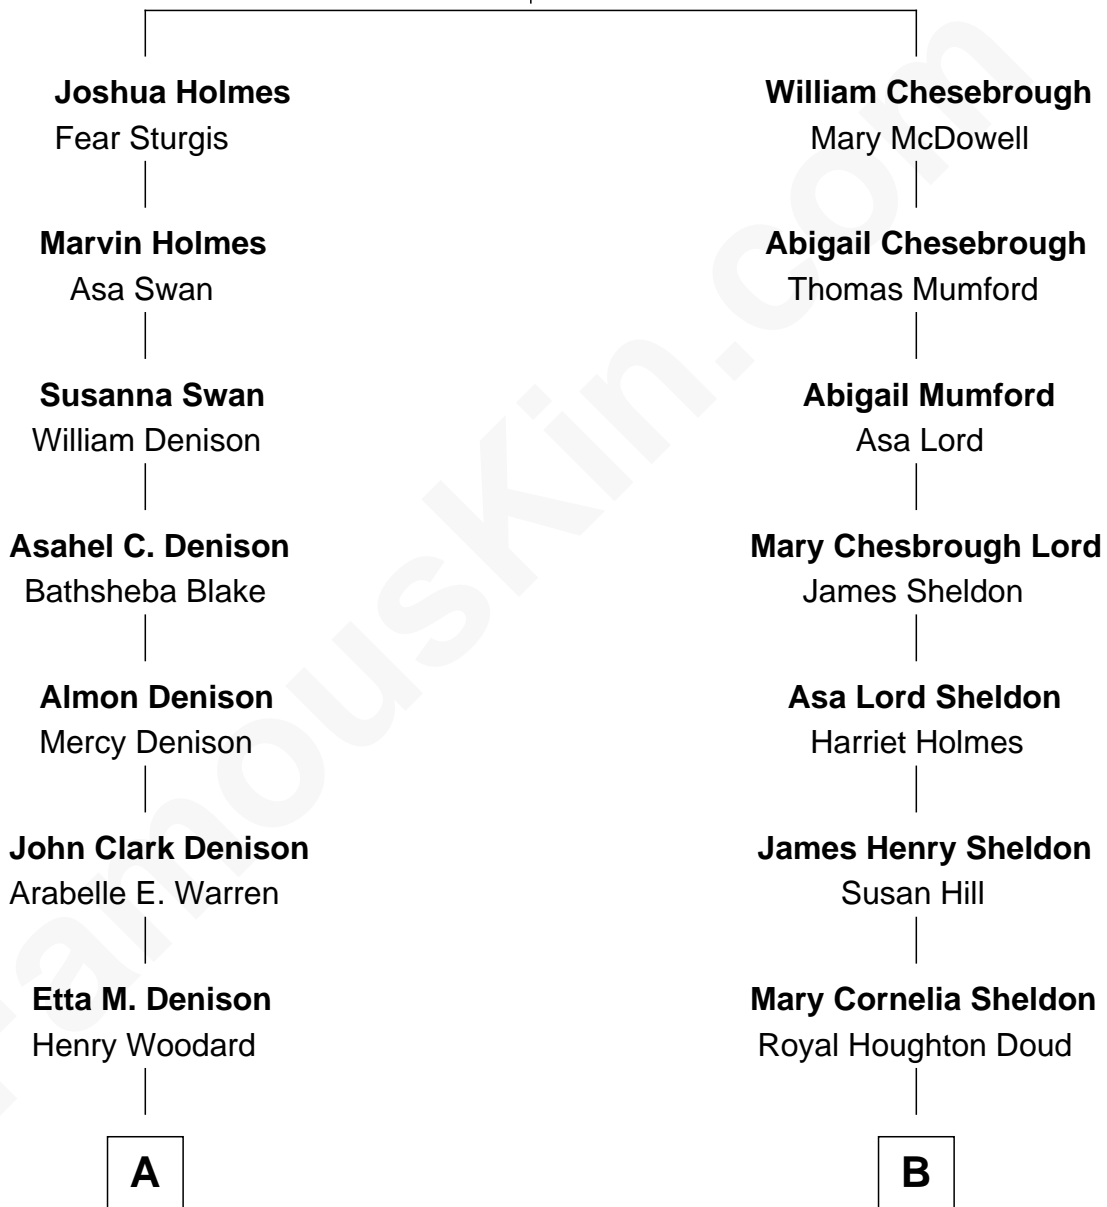 Joshua Holmes
Fear Sturgis
Marvin Holmes
Asa Swan
Susanna Swan
William Denison
Asahel C. Denison
Bathsheba Blake
Almon Denison
Mercy Denison
John Clark Denison
Arabelle E. Warren
Etta M. Denison
Henry Woodard
A
William Chesebrough
Mary McDowell
Abigail Chesebrough
Thomas Mumford
Abigail Mumford
Asa Lord
Mary Chesbrough Lord
James Sheldon
Asa Lord Sheldon
Harriet Holmes
James Henry Sheldon
Susan Hill
Mary Cornelia Sheldon
Royal Houghton Doud
B
FamousKin.com